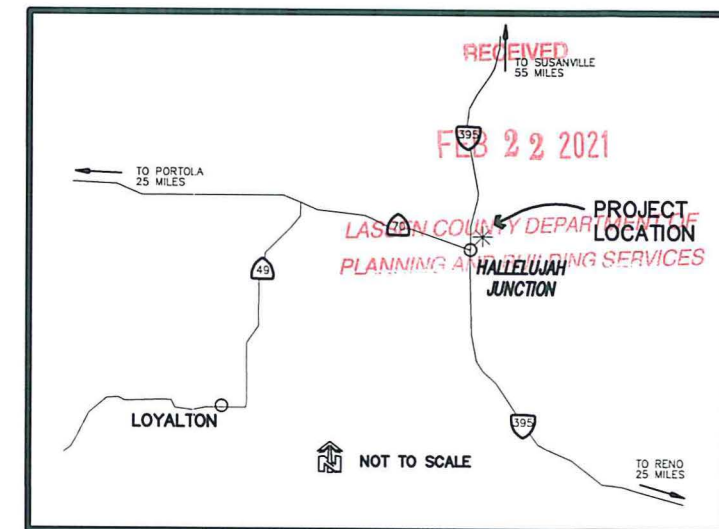 RECEIVED
TO SUSANVILLE
55 MILES
395
FEB 22 2021
TO PORTOLA
25 MILES
PROJECT
LOCATION
70
LASSEN COUNTY DEPARTMENT OF
PLANNING AND BUILDING SERVICES
49
HALLELUJAH
JUNCTION
LOYALTON
395
N NOT TO SCALE
TO RENO
25 MILES